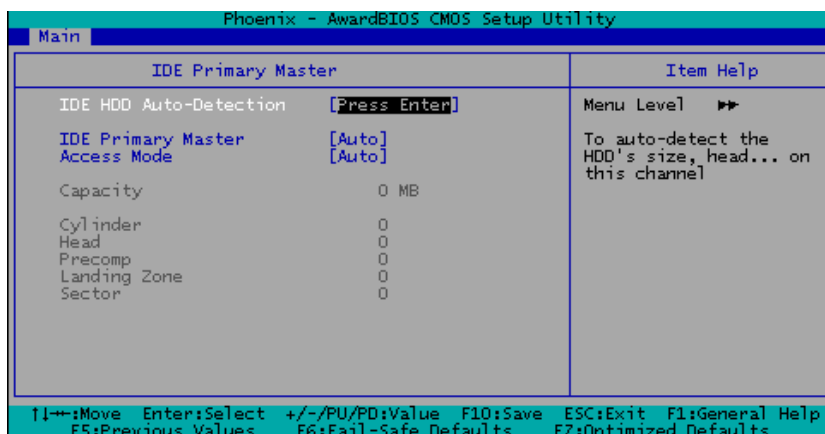 Phoenix - AwardBIOS CMOS Setup Utility
Main
IDE Primary Master
Item Help
IDE HDD Auto-Detection [Press Enter]
IDE Primary Master [Auto]
Access Mode [Auto]
Capacity 0 MB
Cylinder 0
Head 0
Precomp 0
Landing Zone 0
Sector 0
Menu Level ▶▶
To auto-detect the
HDD's size, head... on
this channel
↑↓→←:Move Enter:Select +/-/PU/PD:Value F10:Save ESC:Exit F1:General Help
F5:Previous Values F6:Fail-Safe Defaults F7:Optimized Defaults